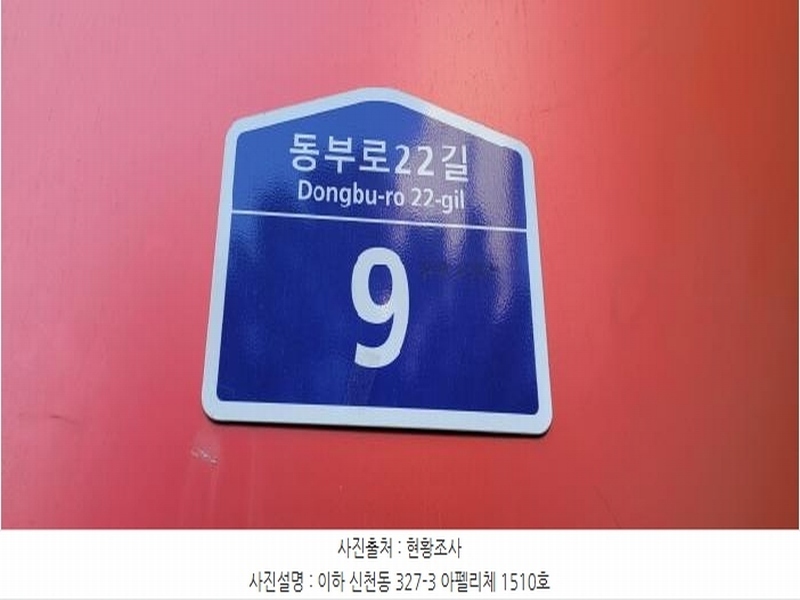 동부로22길
Dongbu-ro 22-gil
9
사진출처 : 현황조사
사진설명 : 이하 신천동 327-3 아펠리체 1510호